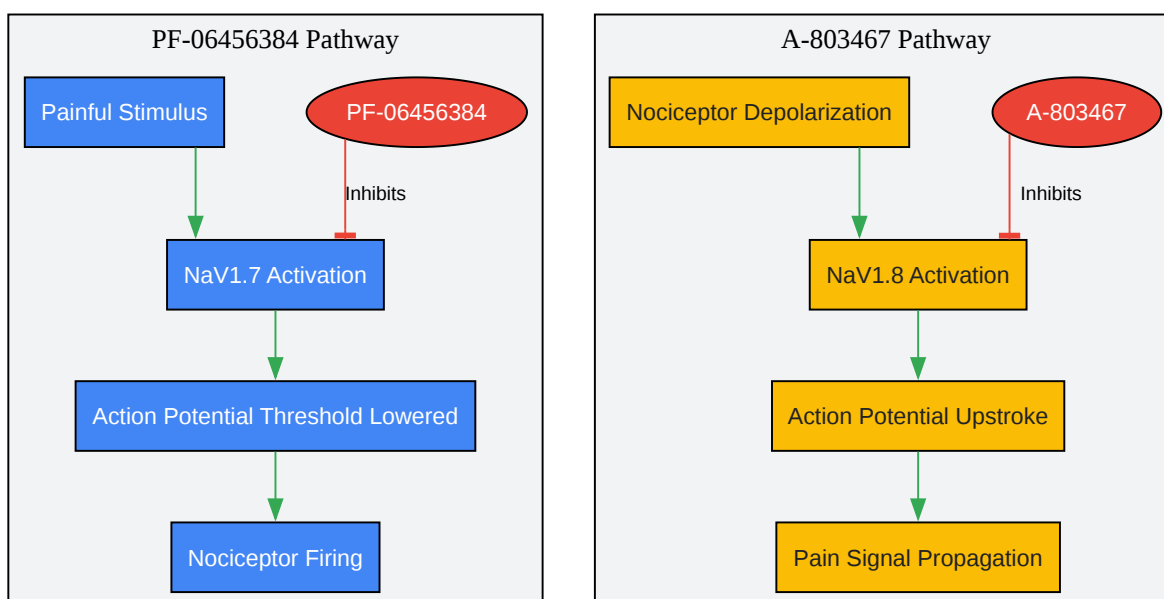 PF-06456384 Pathway
Painful Stimulus
PF-06456384
Inhibits
NaV1.7 Activation
Action Potential Threshold Lowered
Nociceptor Firing
A-803467 Pathway
Nociceptor Depolarization
A-803467
Inhibits
NaV1.8 Activation
Action Potential Upstroke
Pain Signal Propagation